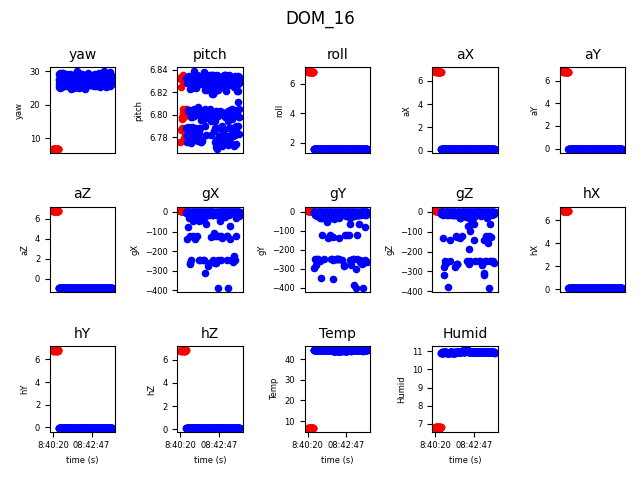 DOM_16
yaw pitch roll aX aY
30 20 10 yaw
6.84 6.82 6.80 6.78 pitch
6 4 2 roll
6 4 2 0 aX
6 4 2 0 aY
aZ gX gY gZ hX
6 4 2 0 aZ
0 −100 −200 −300 −400 gX
0 −100 −200 −300 −400 gY
0 −100 −200 −300 −400 gZ
6 4 2 0 hX
hY hZ Temp Humid
6 4 2 0 hY
6 4 2 0 hZ
40 30 20 10 Temp
11 10 9 8 7 Humid
8:40:20 08:42:47 8:40:20 08:42:47 8:40:20 08:42:47 8:40:20 08:42:47
time (s) time (s) time (s) time (s)